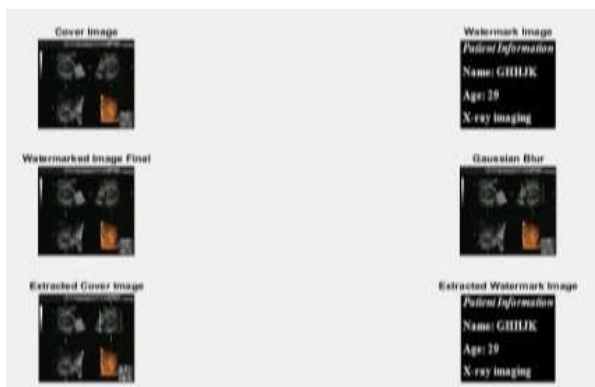 Cover Image
Watermark Image
Patient Information
Name: GHIJK
Age: 29
X-ray imaging
Watermarked Image Final
Gaussian Blur
Extracted Cover Image
Extracted Watermark Image
Patient Information
Name: GHIJK
Age: 29
X-ray imaging